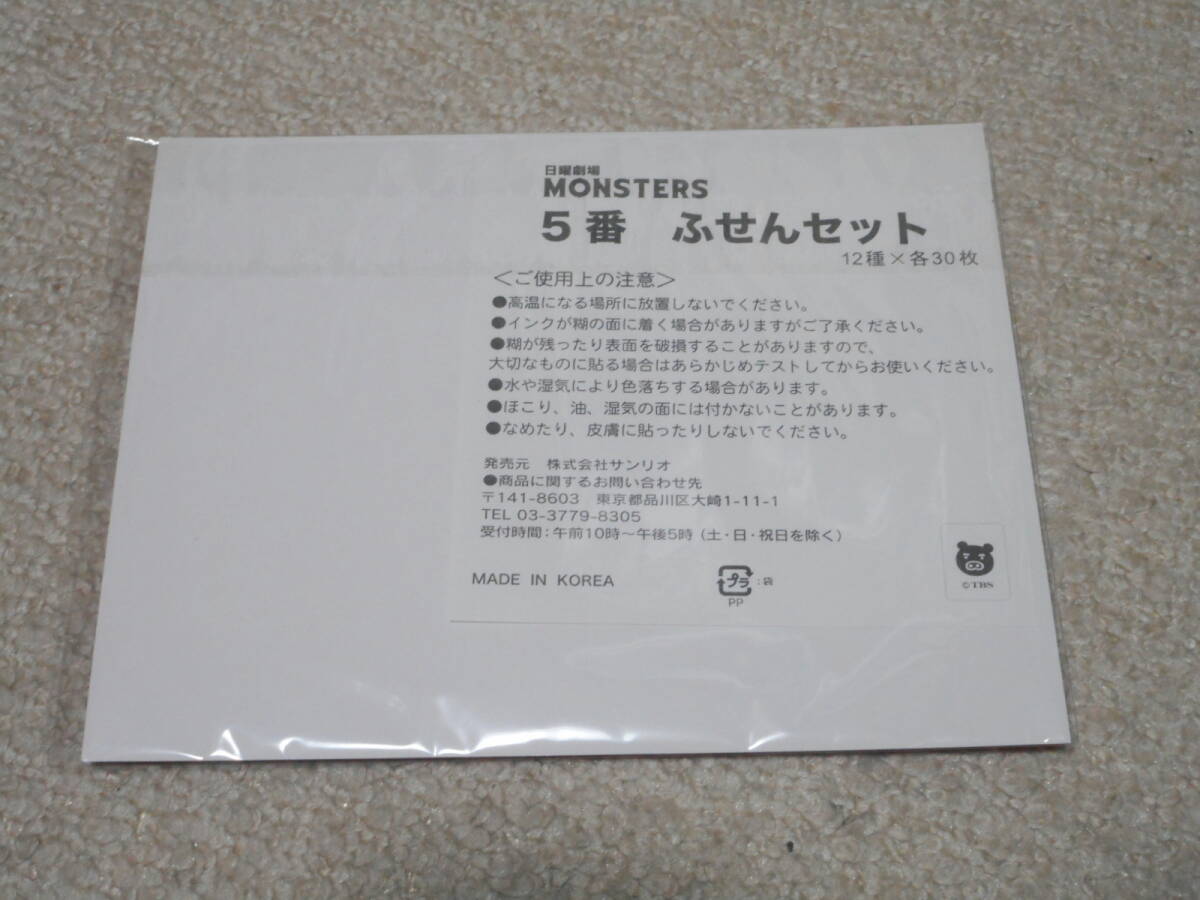 日曜劇場
MONSTERS
5番 ふせんセット
12種×各30枚
＜ご使用上の注意＞
●高温になる場所に放置しないでください。
●インクが糊の面に着く場合がありますがご了承ください。
●糊が残ったり表面を破損することがありますので、
大切なものに貼る場合はあらかじめテストしてからお使いください。
●水や湿気により色落ちする場合があります。
●ほこり、油、湿気の面には付かないことがあります。
●なめたり、皮膚に貼ったりしないでください。
発売元 株式会社サンリオ
●商品に関するお問い合わせ先
〒141-8603 東京都品川区大崎1-11-1
TEL 03-3779-8305
受付時間：午前10時～午後5時（土・日・祝日を除く）
MADE IN KOREA
プラ ：袋
PP
©TBS